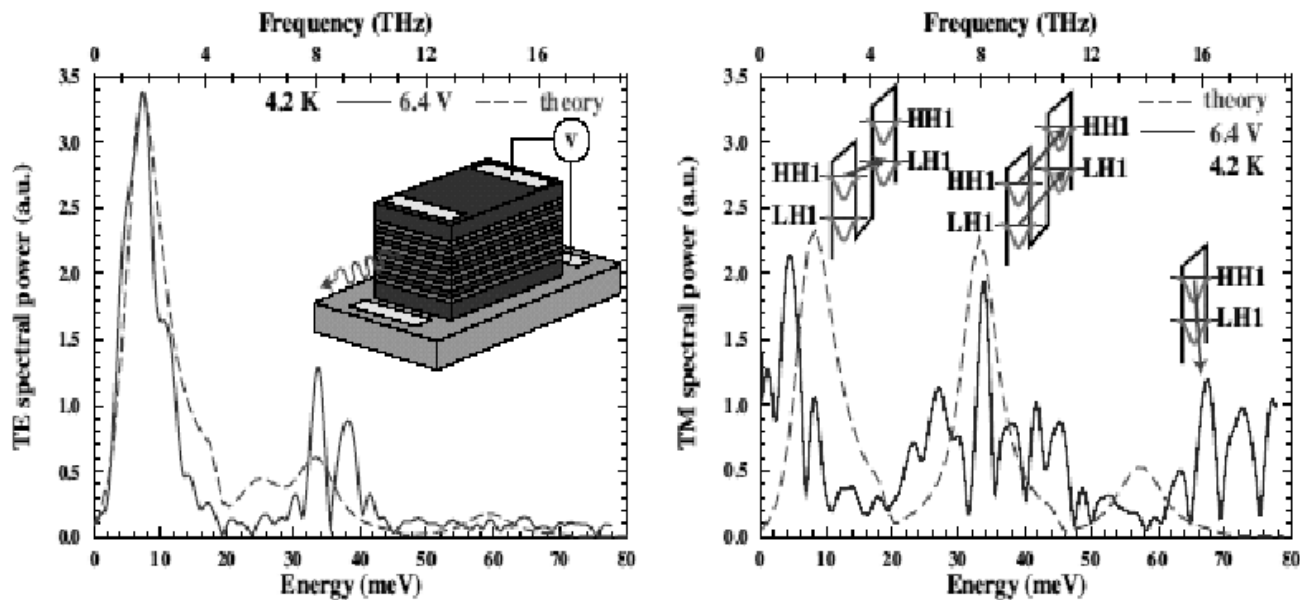 Frequency (THz)
0 4 8 12 16
3.5
3.0
2.5
2.0
1.5
1.0
0.5
0.0
TE spectral power (a.u.)
4.2 K 6.4 V theory
V
0 10 20 30 40 50 60 70 80
Energy (meV)
Frequency (THz)
0 4 8 12 16
3.5
3.0
2.5
2.0
1.5
1.0
0.5
0.0
TM spectral power (a.u.)
theory
6.4 V
4.2 K
HH1
LH1
HH1
LH1
HH1
LH1
HH1
LH1
HH1
LH1
0 10 20 30 40 50 60 70 80
Energy (meV)